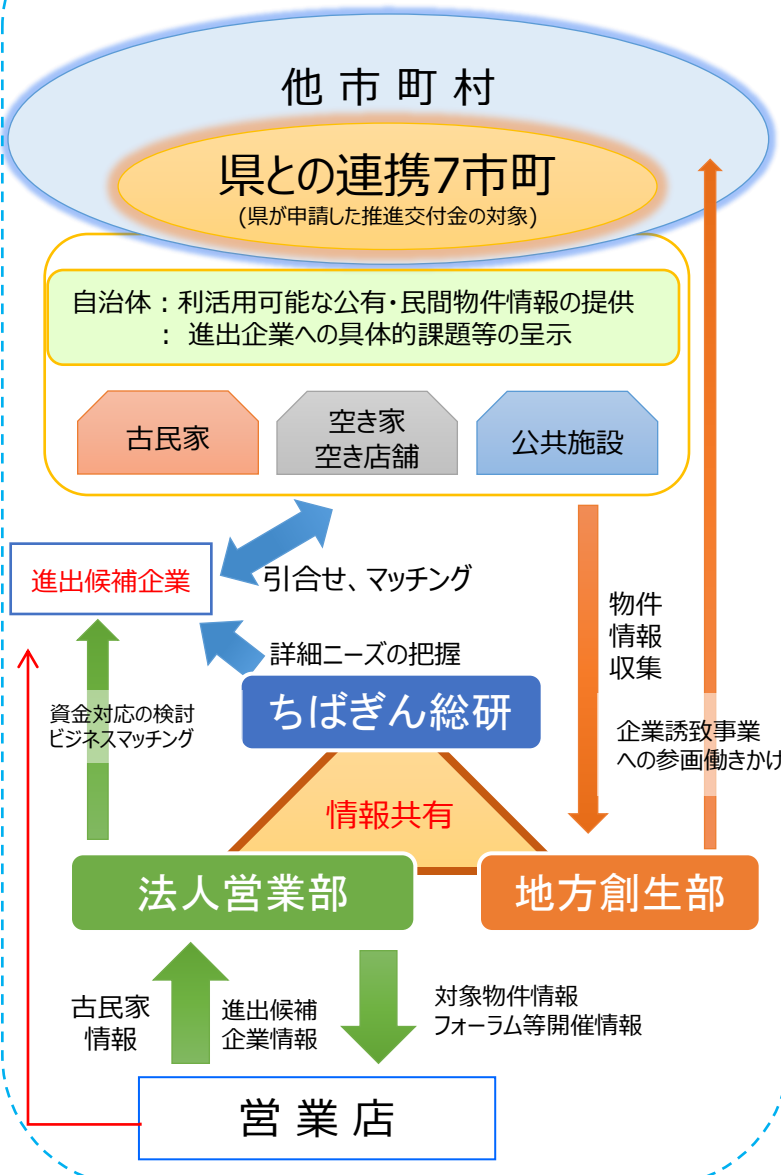 他市町村
県との連携7市町
(県が申請した推進交付金の対象)
自治体：利活用可能な公有・民間物件情報の提供
： 進出企業への具体的課題等の呈示
古民家
空き家
空き店舗
公共施設
進出候補企業
引合せ、マッチング
詳細ニーズの把握
物件
情報
収集
ちばぎん総研
資金対応の検討
ビジネスマッチング
企業誘致事業
への参画働きかけ
情報共有
法人営業部
地方創生部
古民家
情報
進出候補
企業情報
対象物件情報
フォーラム等開催情報
営業店